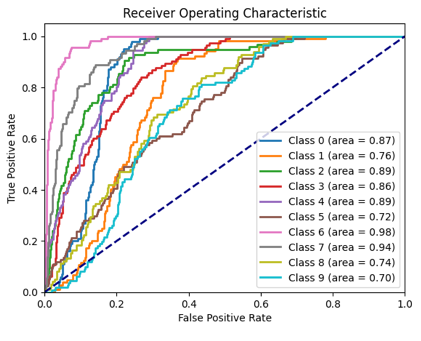 Receiver Operating Characteristic
True Positive Rate
1.0
0.8
0.6
0.4
0.2
0.0
Class 0 (area = 0.87)
Class 1 (area = 0.76)
Class 2 (area = 0.89)
Class 3 (area = 0.86)
Class 4 (area = 0.89)
Class 5 (area = 0.72)
Class 6 (area = 0.98)
Class 7 (area = 0.94)
Class 8 (area = 0.74)
Class 9 (area = 0.70)
0.0 0.2 0.4 0.6 0.8 1.0
False Positive Rate